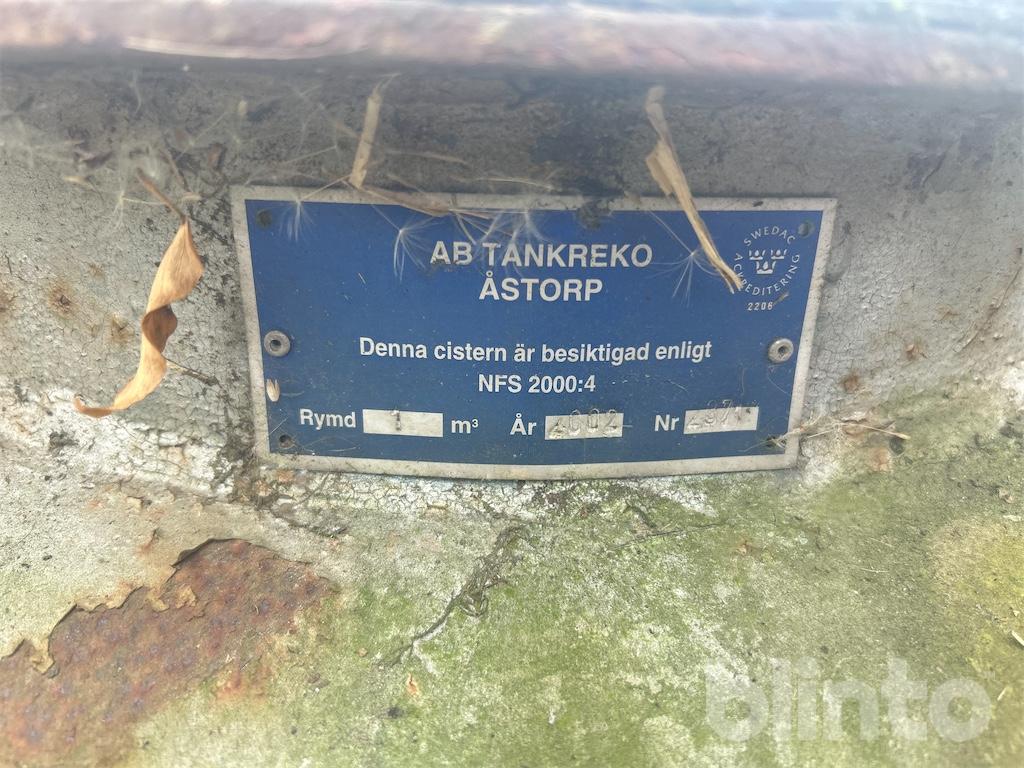 AB TANKREKO
ÅSTORP
SWEDAC
ACKREDITERING
2206
Denna cistern är besiktigad enligt
NFS 2000:4
Rymd 1 m³ År 2002 Nr
blinto